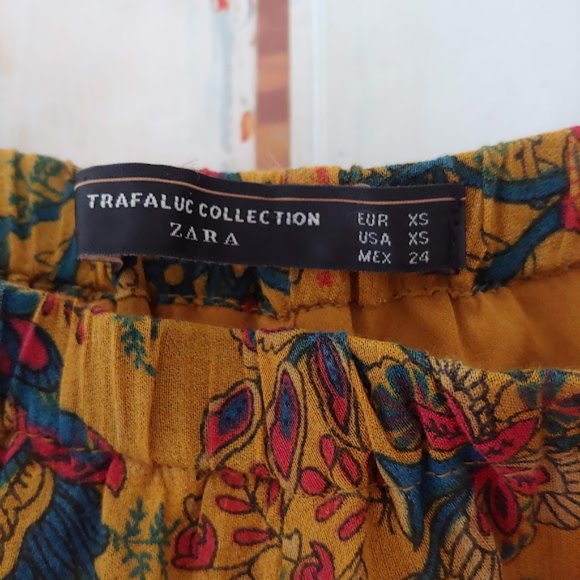 TRAFALUC COLLECTION
ZARA
EUR XS
USA XS
MEX 24